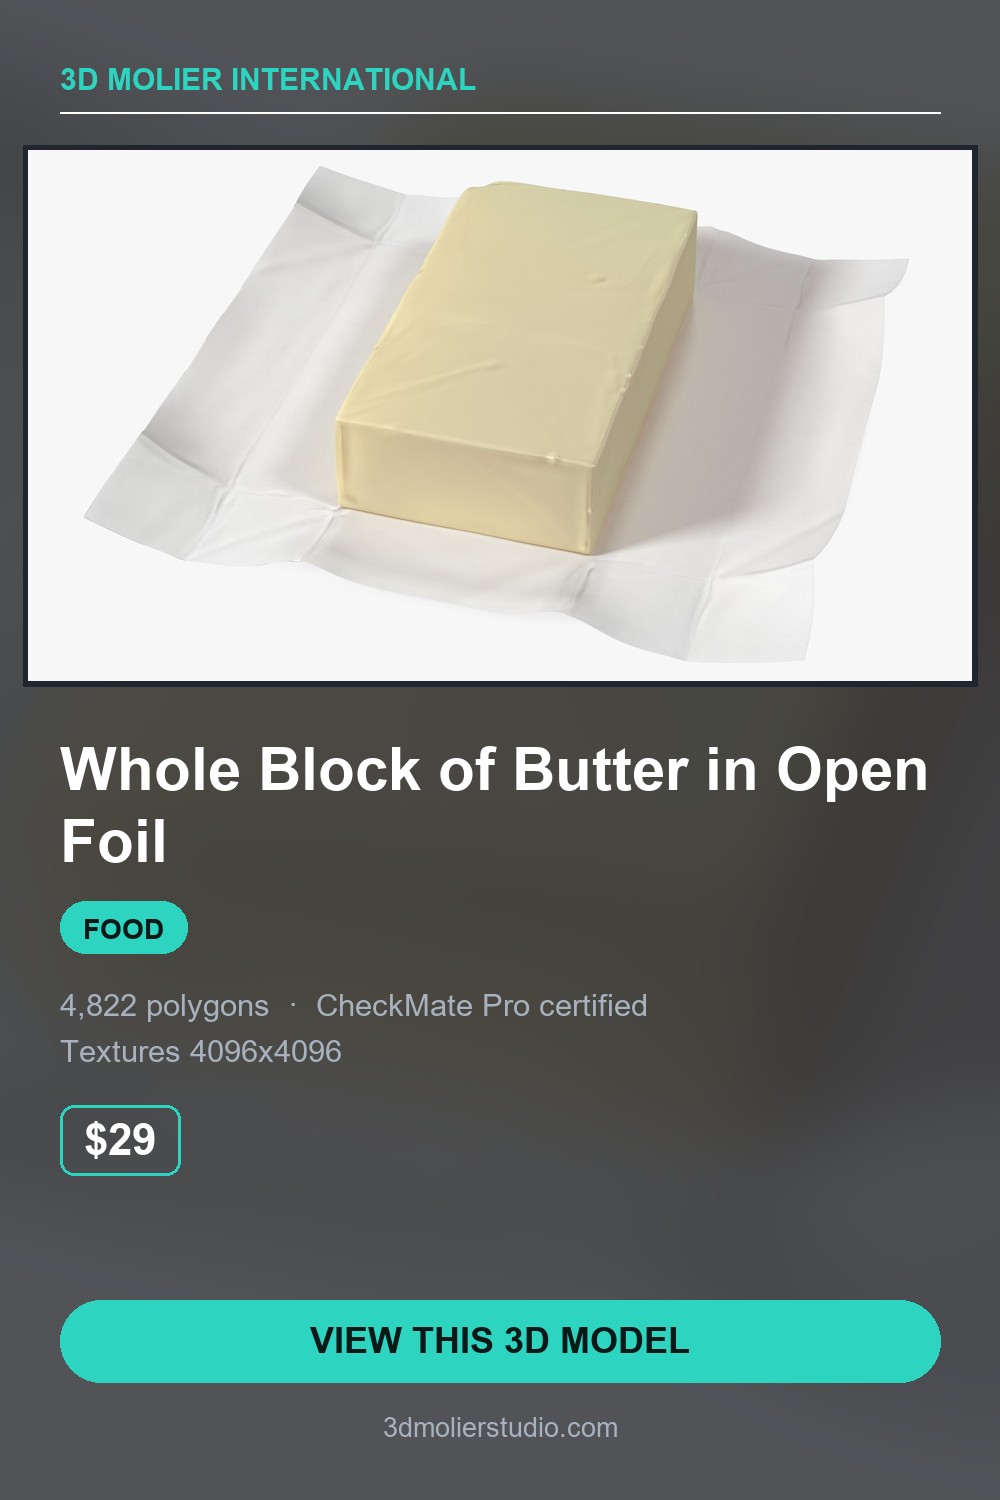 3D MOLIER INTERNATIONAL
Whole Block of Butter in Open
Foil
FOOD
4,822 polygons · CheckMate Pro certified
Textures 4096x4096
$29
VIEW THIS 3D MODEL
3dmolierstudio.com